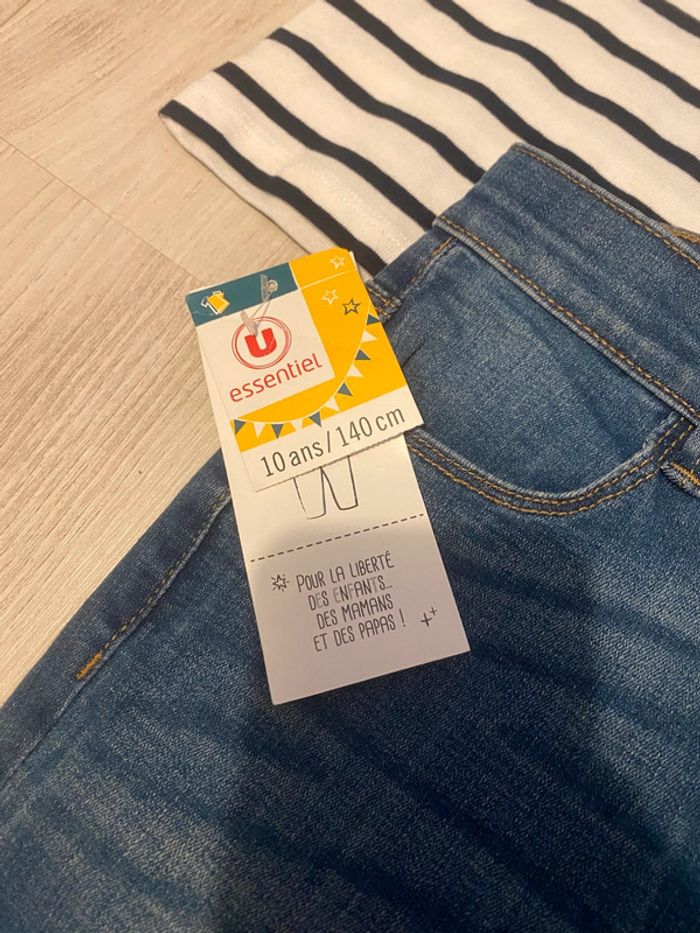 U
essentiel
10 ans / 140 cm
POUR LA LIBERTÉ
DES ENFANTS...
DES MAMANS
ET DES PAPAS !